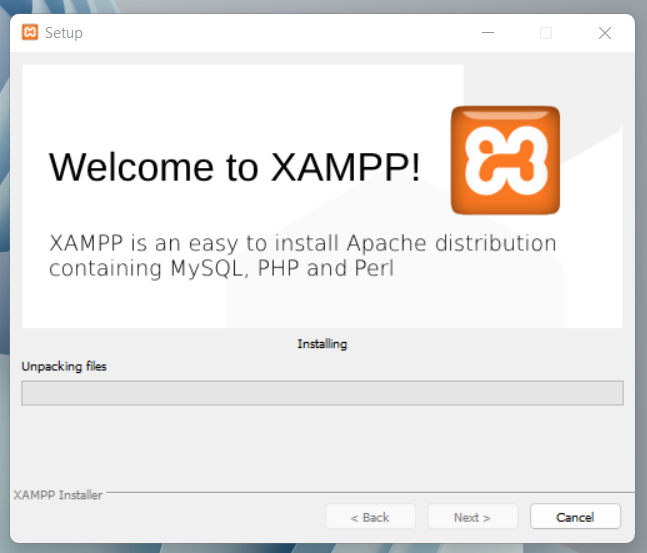 Setup
Welcome to XAMPP!
XAMPP is an easy to install Apache distribution
containing MySQL, PHP and Perl
Installing
Unpacking files
XAMPP Installer
< Back
Next >
Cancel